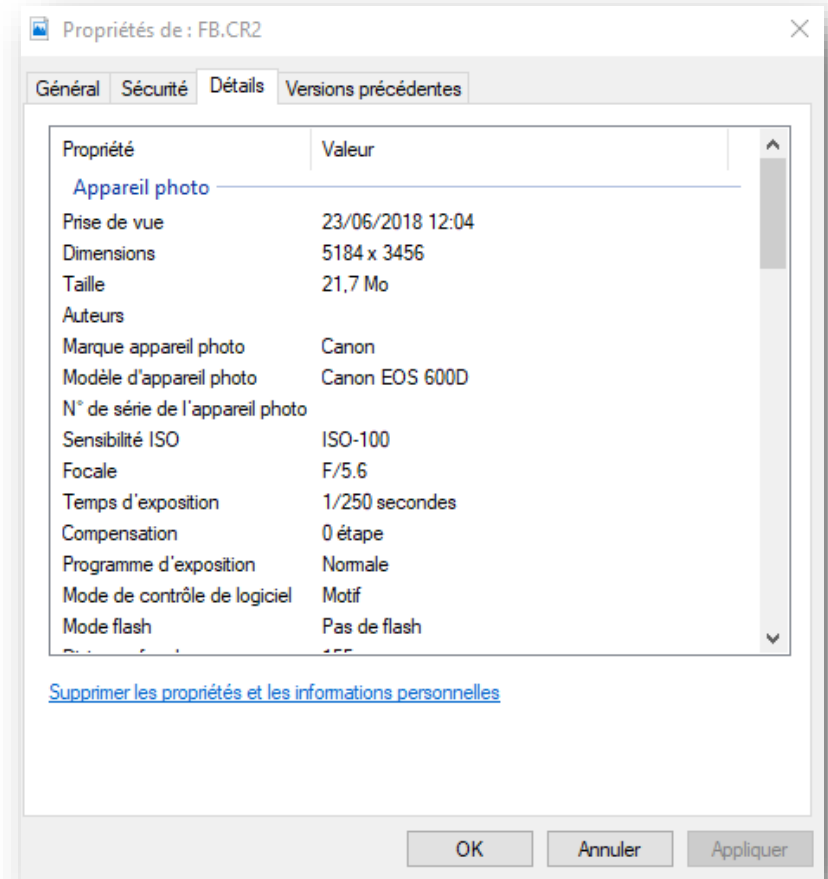 Propriétés de : FB.CR2
Général Sécurité Détails Versions précédentes
Propriété Valeur
Appareil photo
Prise de vue 23/06/2018 12:04
Dimensions 5184 x 3456
Taille 21,7 Mo
Auteurs
Marque appareil photo Canon
Modèle d'appareil photo Canon EOS 600D
N° de série de l'appareil photo
Sensibilité ISO ISO-100
Focale F/5.6
Temps d'exposition 1/250 secondes
Compensation 0 étape
Programme d'exposition Normale
Mode de contrôle de logiciel Motif
Mode flash Pas de flash
Supprimer les propriétés et les informations personnelles
OK Annuler Appliquer